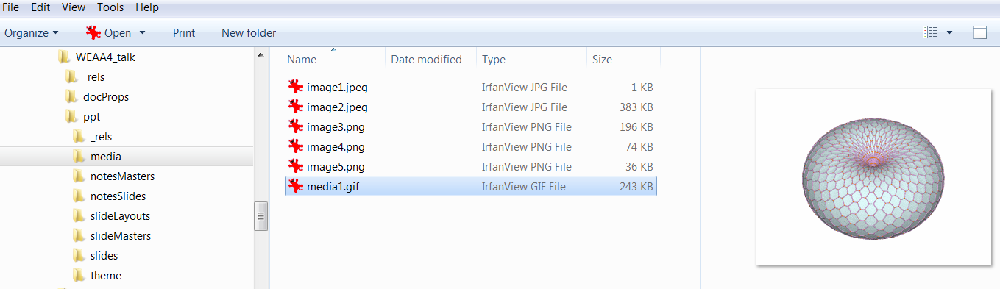 File Edit View Tools Help
Organize Open Print New folder
WEAA4_talk
_rels
docProps
ppt
_rels
media
notesMasters
notesSlides
slideLayouts
slideMasters
slides
theme
Name Date modified Type Size
image1.jpeg IrfanView JPG File 1 KB
image2.jpeg IrfanView JPG File 383 KB
image3.png IrfanView PNG File 196 KB
image4.png IrfanView PNG File 74 KB
image5.png IrfanView PNG File 36 KB
media1.gif IrfanView GIF File 243 KB